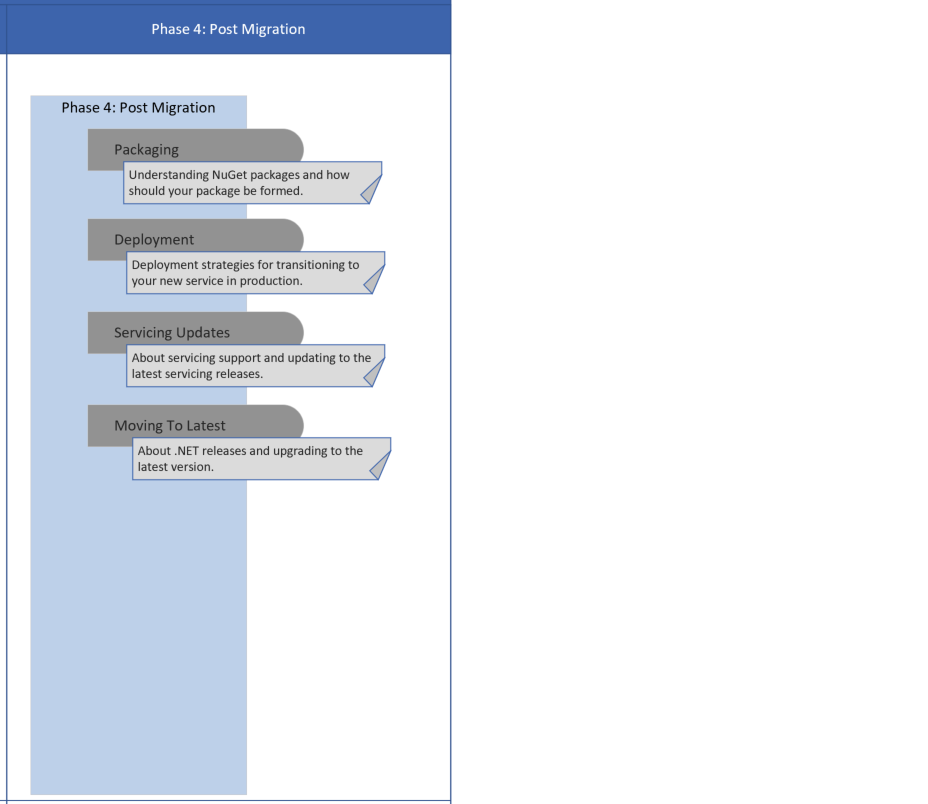 Phase 4: Post Migration
Phase 4: Post Migration
Packaging
Understanding NuGet packages and how
should your package be formed.
Deployment
Deployment strategies for transitioning to
your new service in production.
Servicing Updates
About servicing support and updating to the
latest servicing releases.
Moving To Latest
About .NET releases and upgrading to the
latest version.